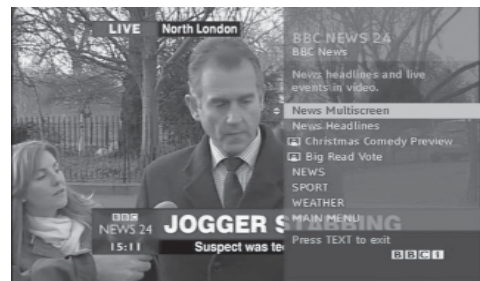 LIVE North London
BBC NEWS 24
BBC News
News headlines and live
events in video.
News Multiscreen
News Headlines
Christmas Comedy Preview
Big Read Vote
NEWS
SPORT
WEATHER
MAIN MENU
Press TEXT to exit
BBC 1
BBC
NEWS 24
15:11
JOGGER STABBING
Suspect was